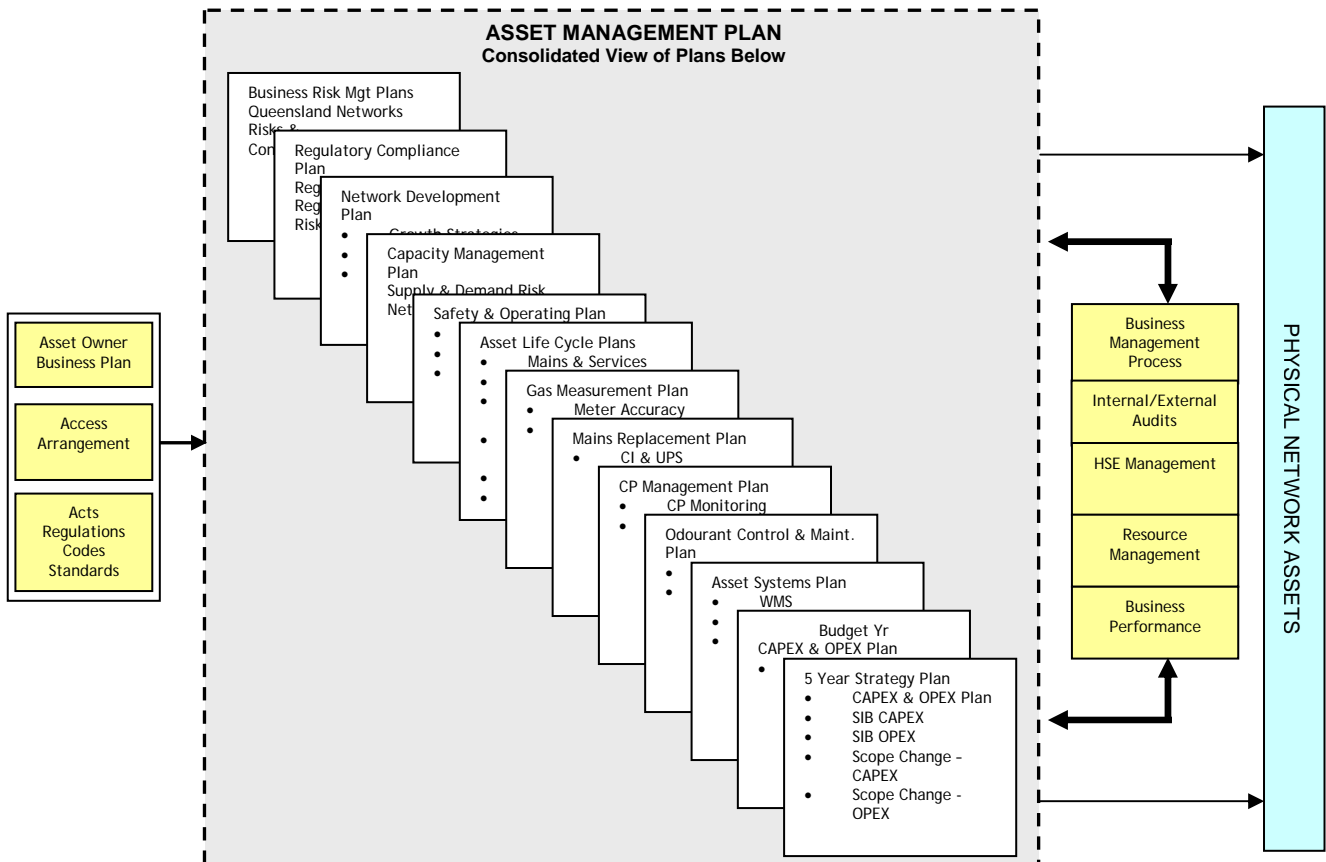 ASSET MANAGEMENT PLAN
Consolidated View of Plans Below
Business Risk Mgt Plans
Queensland Networks
Risks &
Regulatory Compliance
Plan
Network Development
Plan
• Growth Strategies
•
•
Capacity Management
Plan
Supply & Demand Risk
Safety & Operating Plan
•
•
•
Asset Life Cycle Plans
• Mains & Services
•
•
•
•
•
Gas Measurement Plan
• Meter Accuracy
•
Mains Replacement Plan
• CI & UPS
CP Management Plan
• CP Monitoring
•
Odourant Control & Maint.
Plan
•
•
Asset Systems Plan
• WMS
•
•
Budget Yr
CAPEX & OPEX Plan
•
5 Year Strategy Plan
• CAPEX & OPEX Plan
• SIB CAPEX
• SIB OPEX
• Scope Change –
CAPEX
• Scope Change -
OPEX
Asset Owner
Business Plan
Access
Arrangement
Acts
Regulations
Codes
Standards
Business
Management
Process
Internal/External
Audits
HSE Management
Resource
Management
Business
Performance
PHYSICAL NETWORK ASSETS